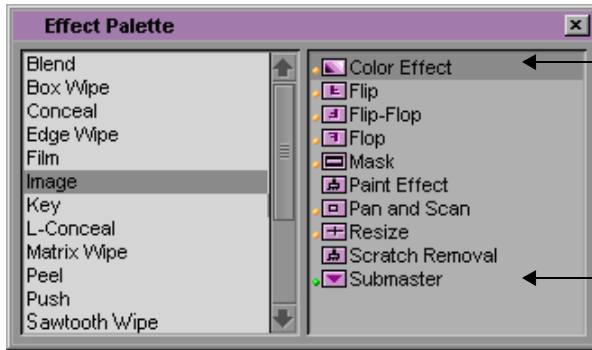 Effect Palette
Blend
Box Wipe
Conceal
Edge Wipe
Film
Image
Key
L-Conceal
Matrix Wipe
Peel
Push
Sawtooth Wipe
Color Effect
Flip
Flip-Flop
Flop
Mask
Paint Effect
Pan and Scan
Resize
Scratch Removal
Submaster